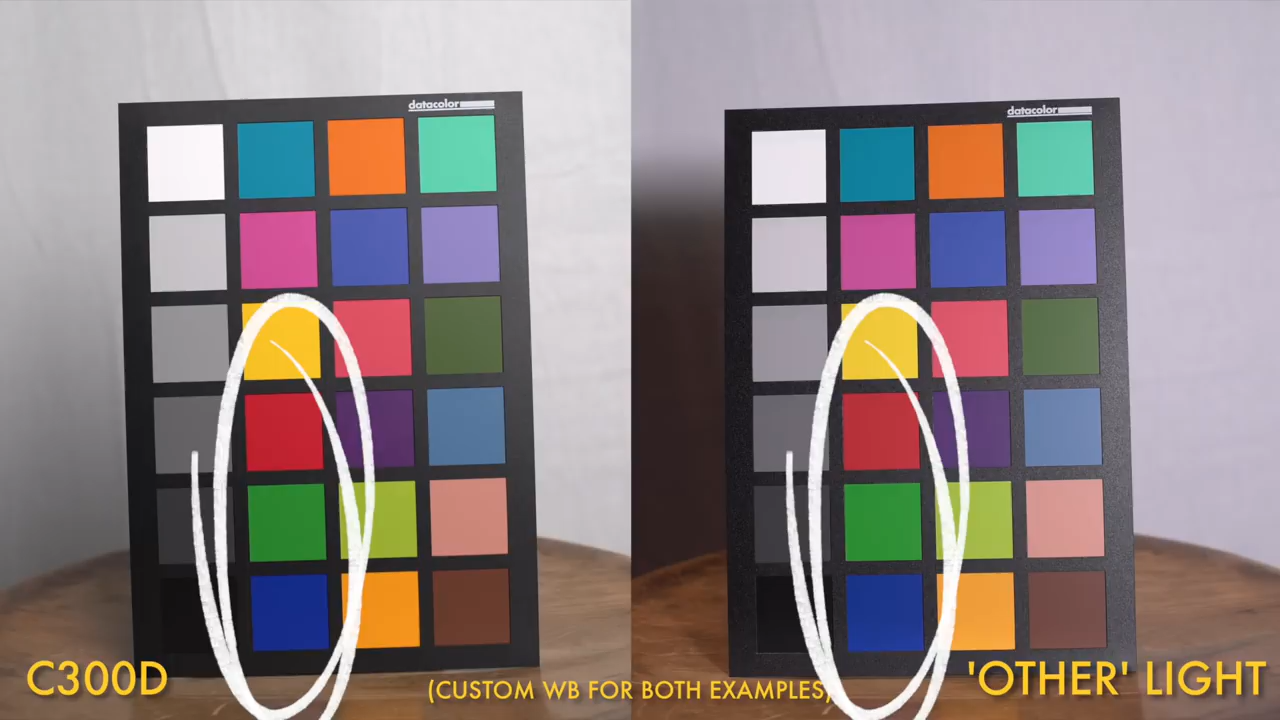 datacolor
datacolor
C300D
(CUSTOM WB FOR BOTH EXAMPLES)
'OTHER' LIGHT